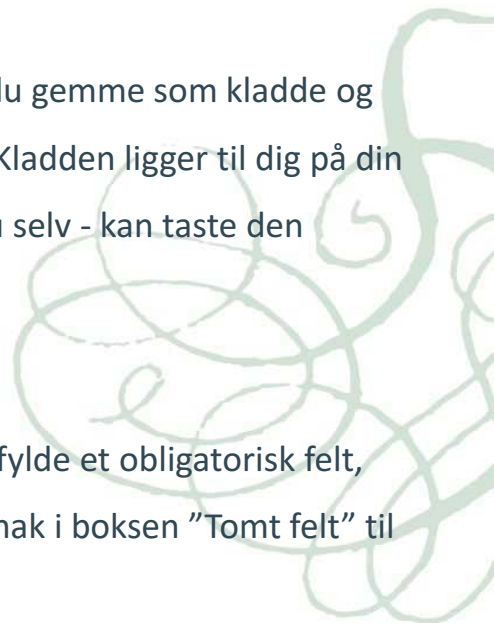 du gemme som kladde og
Kladden ligger til dig på din
selv - kan taste den
fylde et obligatorisk felt,
i boksen ”Tomt felt” til